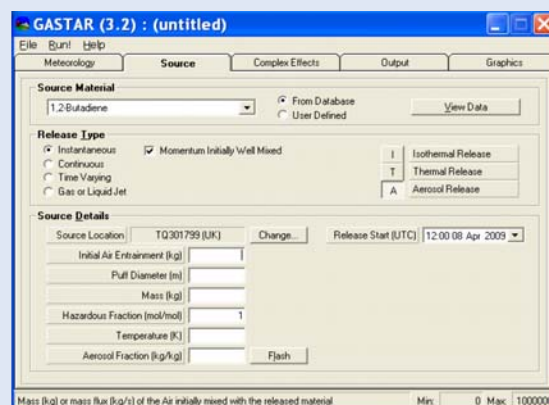 GASTAR (3.2) : (untitled)
File Run! Help
Meteorology Source Complex Effects Output Graphics
Source Material
1,2-Butadiene
From Database
User Defined
View Data
Release Type
Instantaneous
Continuous
Time Varying
Gas or Liquid Jet
Momentum Initially Well Mixed
I Isothermal Release
T Thermal Release
A Aerosol Release
Source Details
Source Location TQ301799 (UK) Change... Release Start (UTC) 12:00 08 Apr 2009
Initial Air Entrainment (kg)
Puff Diameter (m)
Mass (kg)
Hazardous Fraction (mol/mol) 1
Temperature (K)
Aerosol Fraction (kg/kg) Flash
Mass (kg) or mass flux (kg/s) of the Air initially mixed with the released material Min: 0 Max: 100000